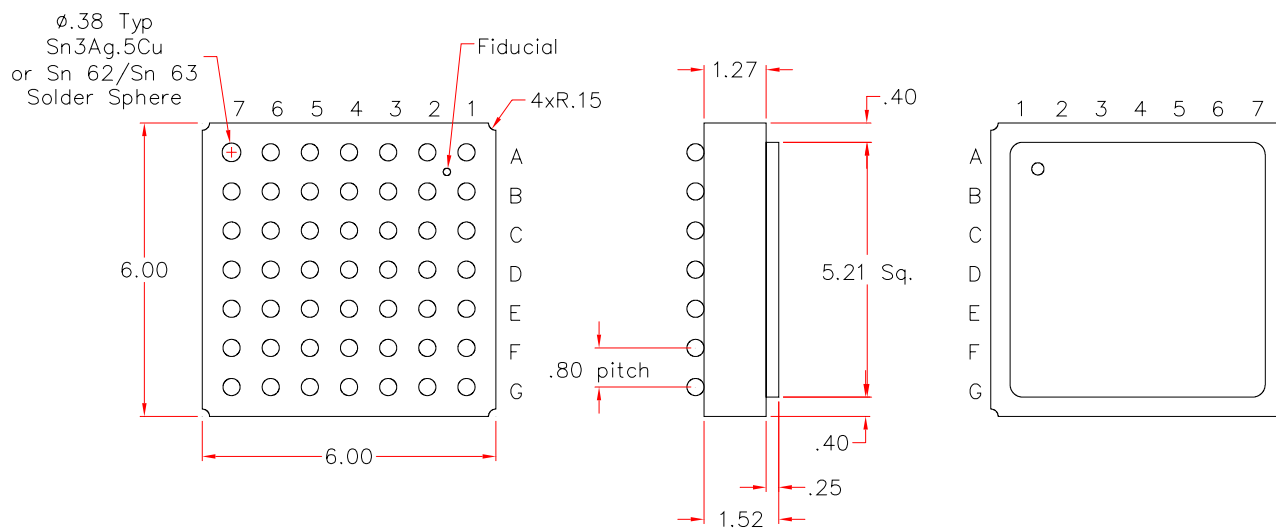 ø.38 Typ
Sn3Ag.5Cu
or Sn 62/Sn 63
Solder Sphere
Fiducial
4xR.15
7 6 5 4 3 2 1
A
B
C
D
E
F
G
6.00
6.00
1.27
.40
5.21 Sq.
.80 pitch
.40
.25
1.52
1 2 3 4 5 6 7
A
B
C
D
E
F
G